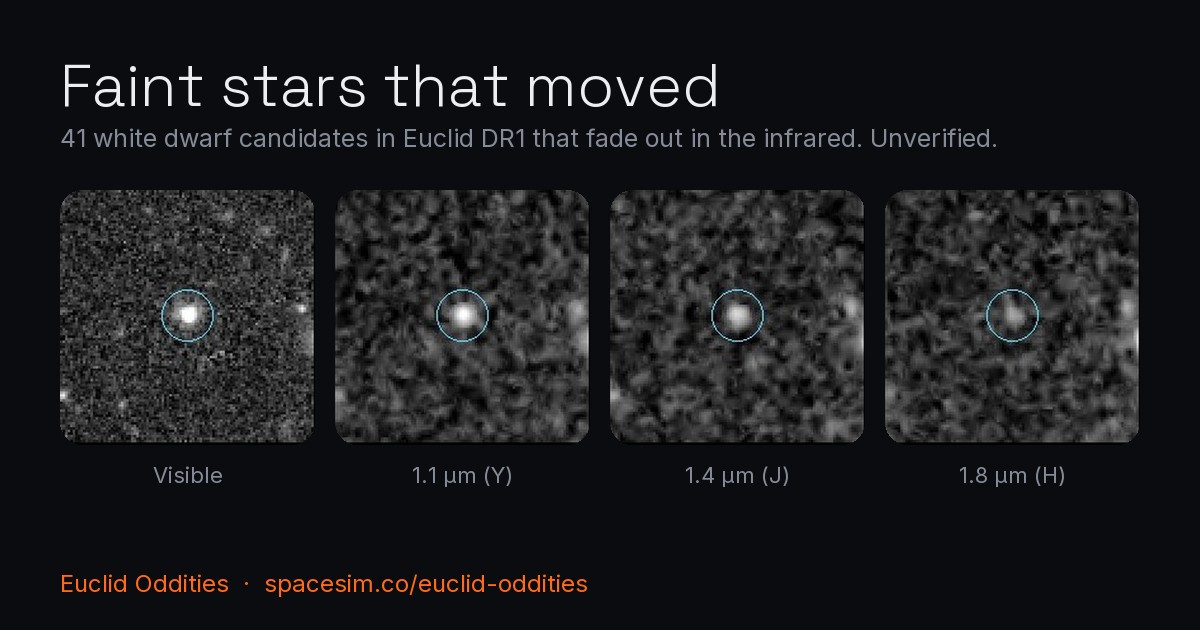 Faint stars that moved
41 white dwarf candidates in Euclid DR1 that fade out in the infrared. Unverified.
Visible
1.1 µm (Y)
1.4 µm (J)
1.8 µm (H)
Euclid Oddities · spacesim.co/euclid-oddities